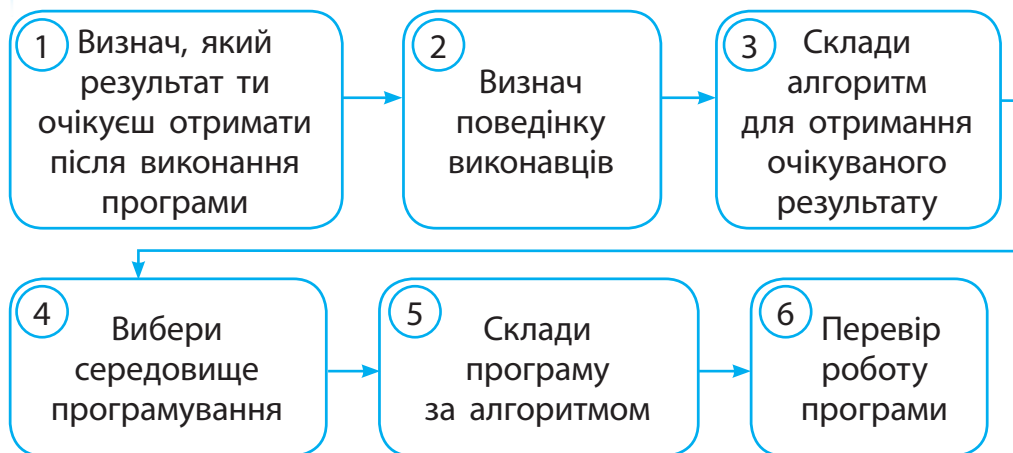 1 Визнач, який
результат ти
очікуєш отримати
після виконання
програми
2
Визнач
поведінку
виконавців
3 Склади
алгоритм
для отримання
очікуваного
результату
4
Вибери
середовище
програмування
5
Склади
програму
за алгоритмом
6 Перевір
роботу
програми